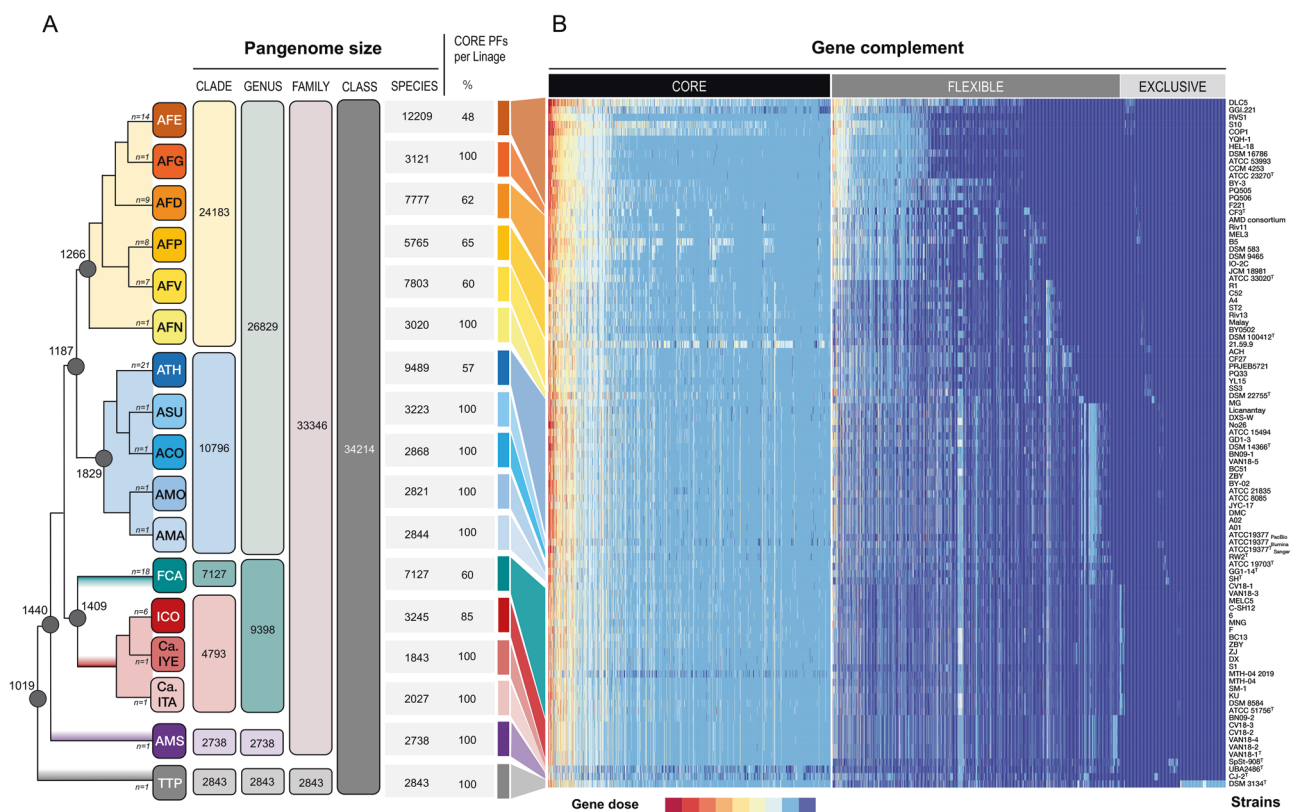 A
B
Pangenome size
CORE PFs
per Linage
Gene complement
CLADE
GENUS
FAMILY
CLASS
SPECIES
%
CORE
FLEXIBLE
EXCLUSIVE
n=14
AFE
12209
48
n=1
AFG
3121
100
n=9
AFD
7777
62
24183
n=8
AFP
5765
65
1266
n=7
AFV
7803
60
n=1
AFN
3020
100
26829
1187
n=21
ATH
9489
57
ASU
n=1
3223
100
33346
10796
34214
ACO
n=1
2868
100
1829
n=1
AMO
2821
100
n=1
AMA
2844
100
n=18
FCA
7127
7127
60
1440
1409
n=6
ICO
3245
85
9398
4793
Ca.
IYE
n=1
1843
100
1019
Ca.
ITA
n=1
2027
100
AMS
n=1
2738
2738
2738
100
TTP
n=1
2843
2843
2843
2843
100
DLC5
GGI.221
RVS1
S10
COP1
YQH-1
HEL-18
DSM 16786
ATCC 53993
CCM 4253
ATCC 23270T
BY-3
PQ505
PQ506
F221
CF3T
AMD consortium
Riv11
MEL3
B5
DSM 583
DSM 9465
IO-2C
JCM 18981
ATCC 33020T
R1
C52
A4
ST2
Riv13
Malay
BY0502
DSM 100412T
21.59.9
ACH
CF27
PRJEB5721
PQ33
YL15
SS3
DSM 22755T
MG
Licanantay
DXS-W
No26
ATCC 15494
GD1-3
DSM 14366T
BN09-1
VAN18-5
BC51
ZBY
BY-02
ATCC 21835
ATCC 8085
JYC-17
DMC
A02
A01
ATCC19377 PacBio
ATCC19377 Illumina
ATCC19377T Sanger
RW2T
ATCC 19703T
GG1-14T
SHT
CV18-1
VAN18-3
MELC5
C-SH12
6
MNG
F
BC13
ZBY
ZJ
DX
S1
MTH-04 2019
MTH-04
SM-1
KU
DSM 8584
ATCC 51756T
BN09-2
CV18-3
CV18-2
VAN18-4
VAN18-2
VAN18-1T
SpSt-908T
UBA2486T
CJ-2T
DSM 3134T
Gene dose
Strains